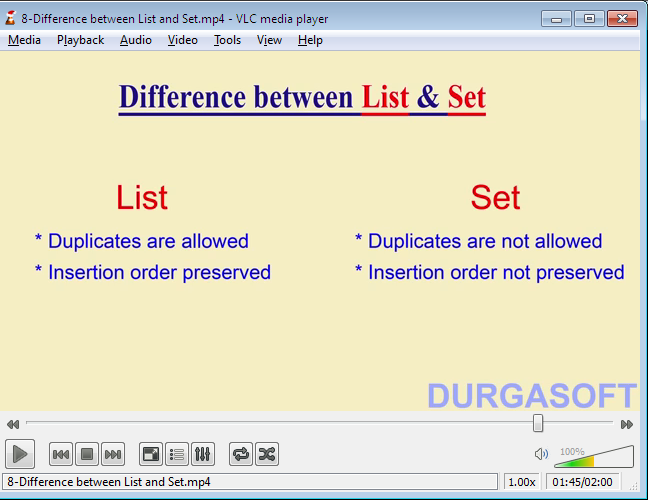 8-Difference between List and Set.mp4 - VLC media player
Media Playback Audio Video Tools View Help
Difference between List & Set
List
* Duplicates are allowed
* Insertion order preserved
Set
* Duplicates are not allowed
* Insertion order not preserved
DURGASOFT
100%
8-Difference between List and Set.mp4 1.00x 01:45/02:00